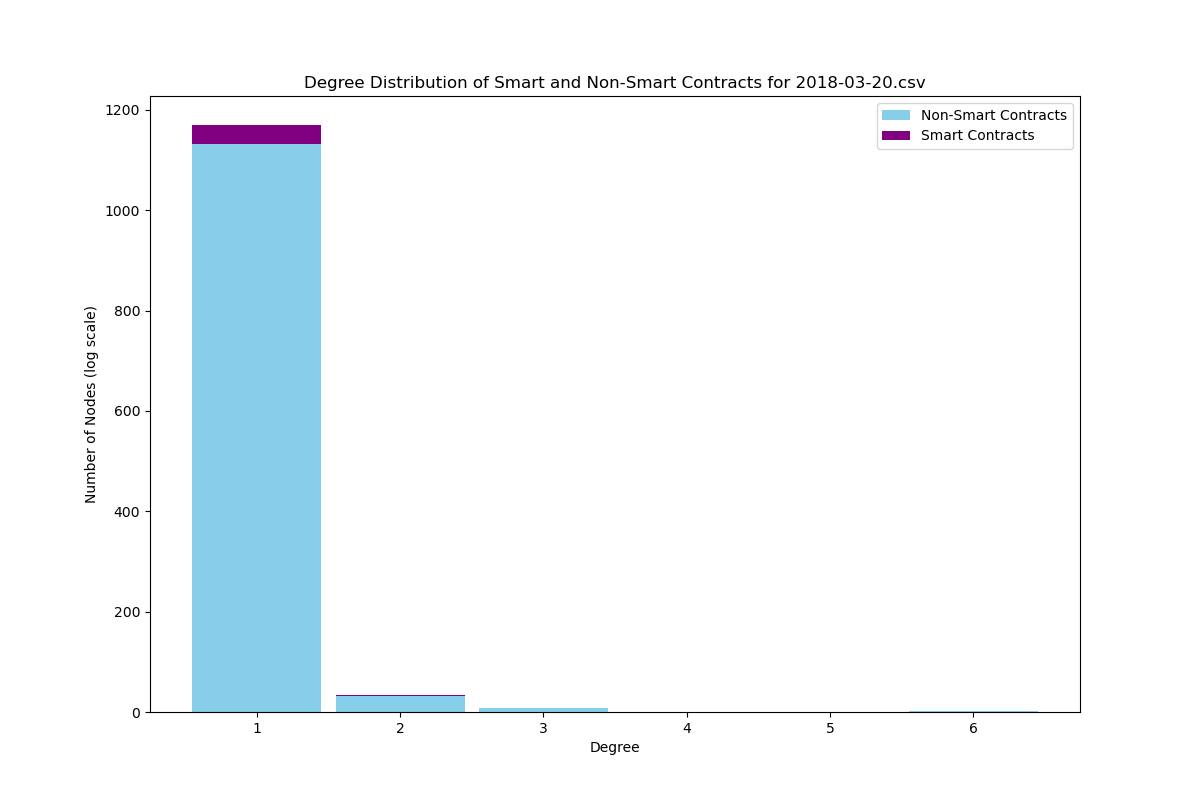 Degree Distribution of Smart and Non-Smart Contracts for 2018-03-20.csv
Non-Smart Contracts
Smart Contracts
Number of Nodes (log scale)
1200
1000
800
600
400
200
0
1 2 3 4 5 6
Degree